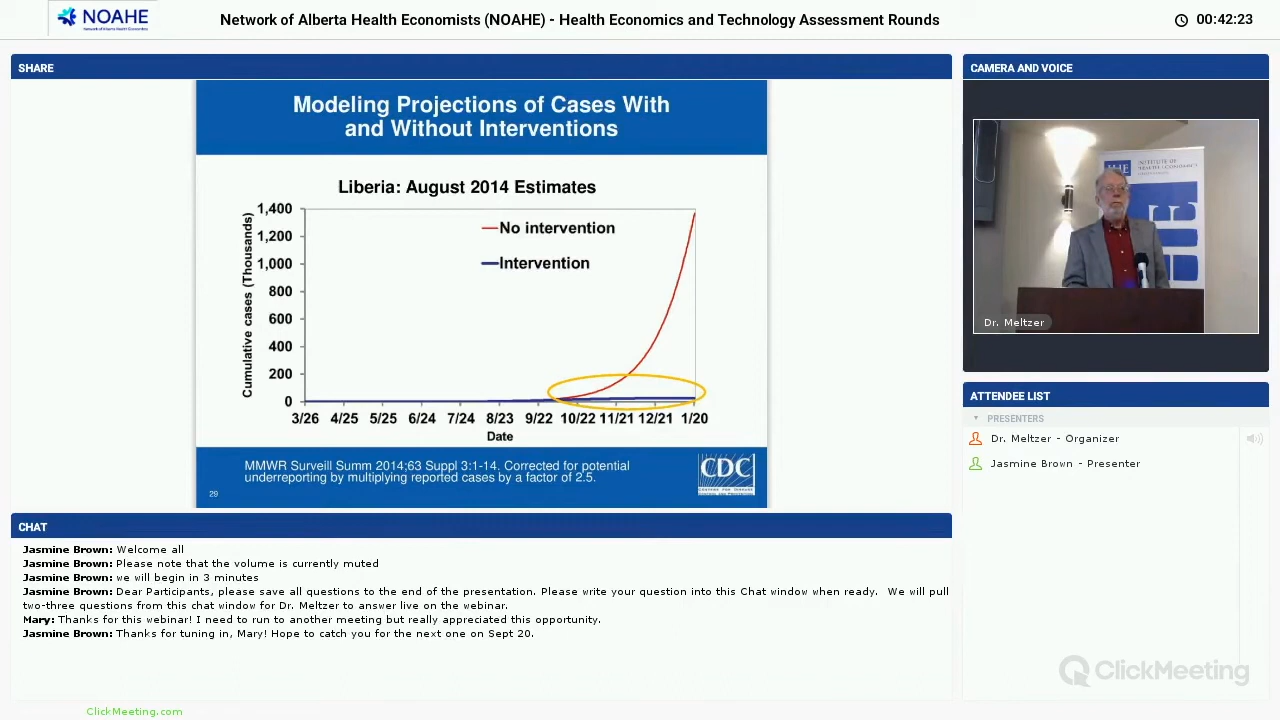 NOAHE
Network of Alberta Health Economists (NOAHE) - Health Economics and Technology Assessment Rounds
00:42:23
SHARE
Modeling Projections of Cases With
and Without Interventions
Liberia: August 2014 Estimates
Cumulative cases (Thousands)
1,400
1,200
1,000
800
600
400
200
0
No intervention
Intervention
3/26 4/25 5/25 6/24 7/24 8/23 9/22 10/22 11/21 12/21 1/20
Date
MMWR Surveill Summ 2014;63 Suppl 3:1-14. Corrected for potential
underreporting by multiplying reported cases by a factor of 2.5.
29
CDC
CAMERA AND VOICE
INSTITUTE OF
HEALTH ECONOMICS
IHE
Dr. Meltzer
ATTENDEE LIST
PRESENTERS
Dr. Meltzer - Organizer
Jasmine Brown - Presenter
CHAT
Jasmine Brown: Welcome all
Jasmine Brown: Please note that the volume is currently muted
Jasmine Brown: we will begin in 3 minutes
Jasmine Brown: Dear Participants, please save all questions to the end of the presentation. Please write your question into this Chat window when ready. We will pull
two-three questions from this chat window for Dr. Meltzer to answer live on the webinar.
Mary: Thanks for this webinar! I need to run to another meeting but really appreciated this opportunity.
Jasmine Brown: Thanks for tuning in, Mary! Hope to catch you for the next one on Sept 20.
ClickMeeting
ClickMeeting.com